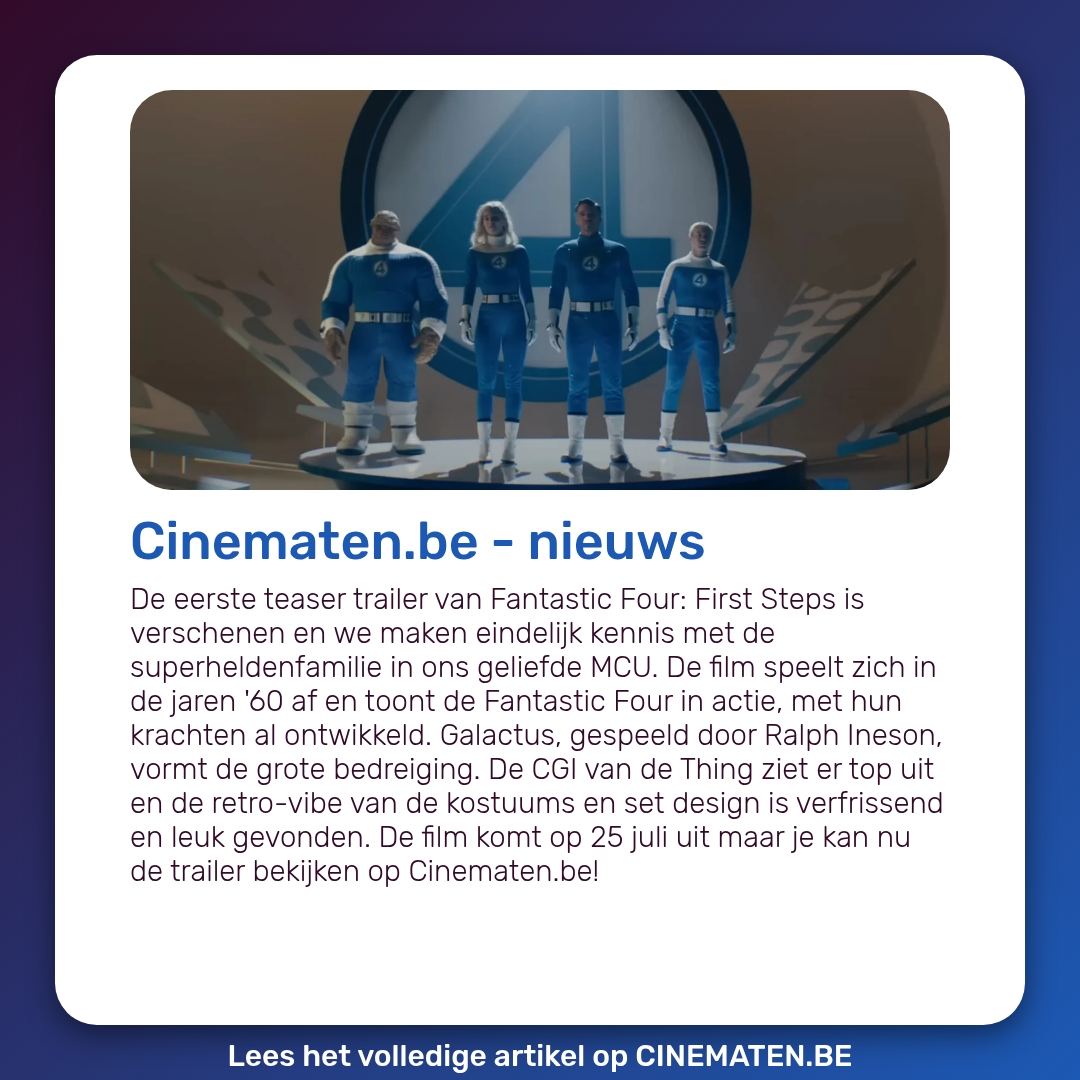 4
4
4
4
4
Cinematen.be - nieuws
De eerste teaser trailer van Fantastic Four: First Steps is
verschenen en we maken eindelijk kennis met de
superheldenfamilie in ons geliefde MCU. De film speelt zich in
de jaren '60 af en toont de Fantastic Four in actie, met hun
krachten al ontwikkeld. Galactus, gespeeld door Ralph Ineson,
vormt de grote bedreiging. De CGI van de Thing ziet er top uit
en de retro-vibe van de kostuums en set design is verfrissend
en leuk gevonden. De film komt op 25 juli uit maar je kan nu
de trailer bekijken op Cinematen.be!
Lees het volledige artikel op CINEMATEN.BE